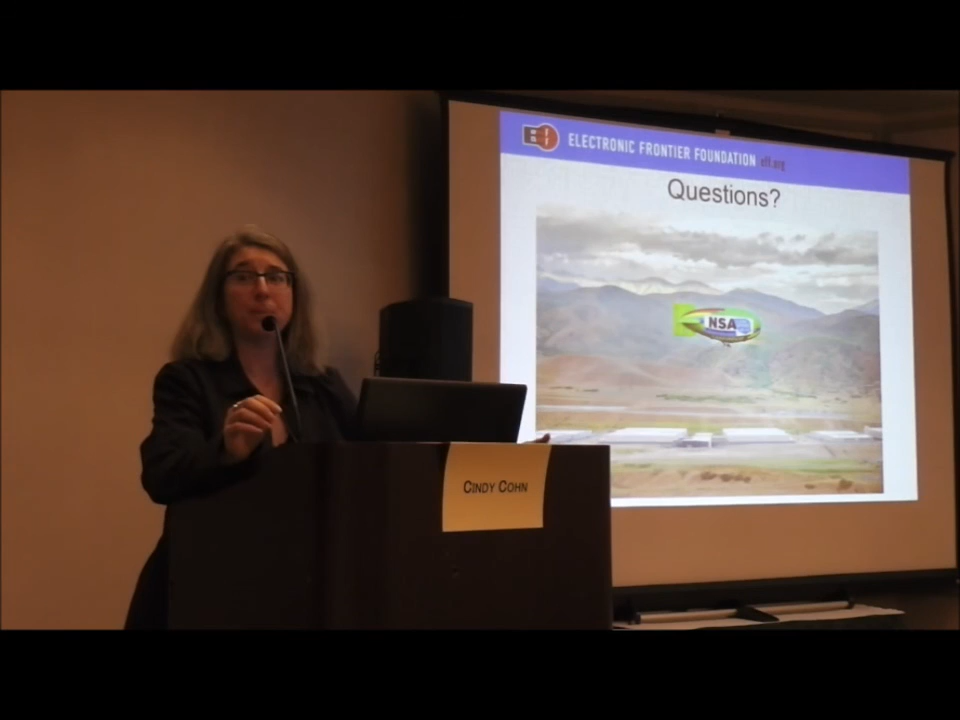 ELECTRONIC FRONTIER FOUNDATION eff.org
Questions?
NSA
CINDY COHN